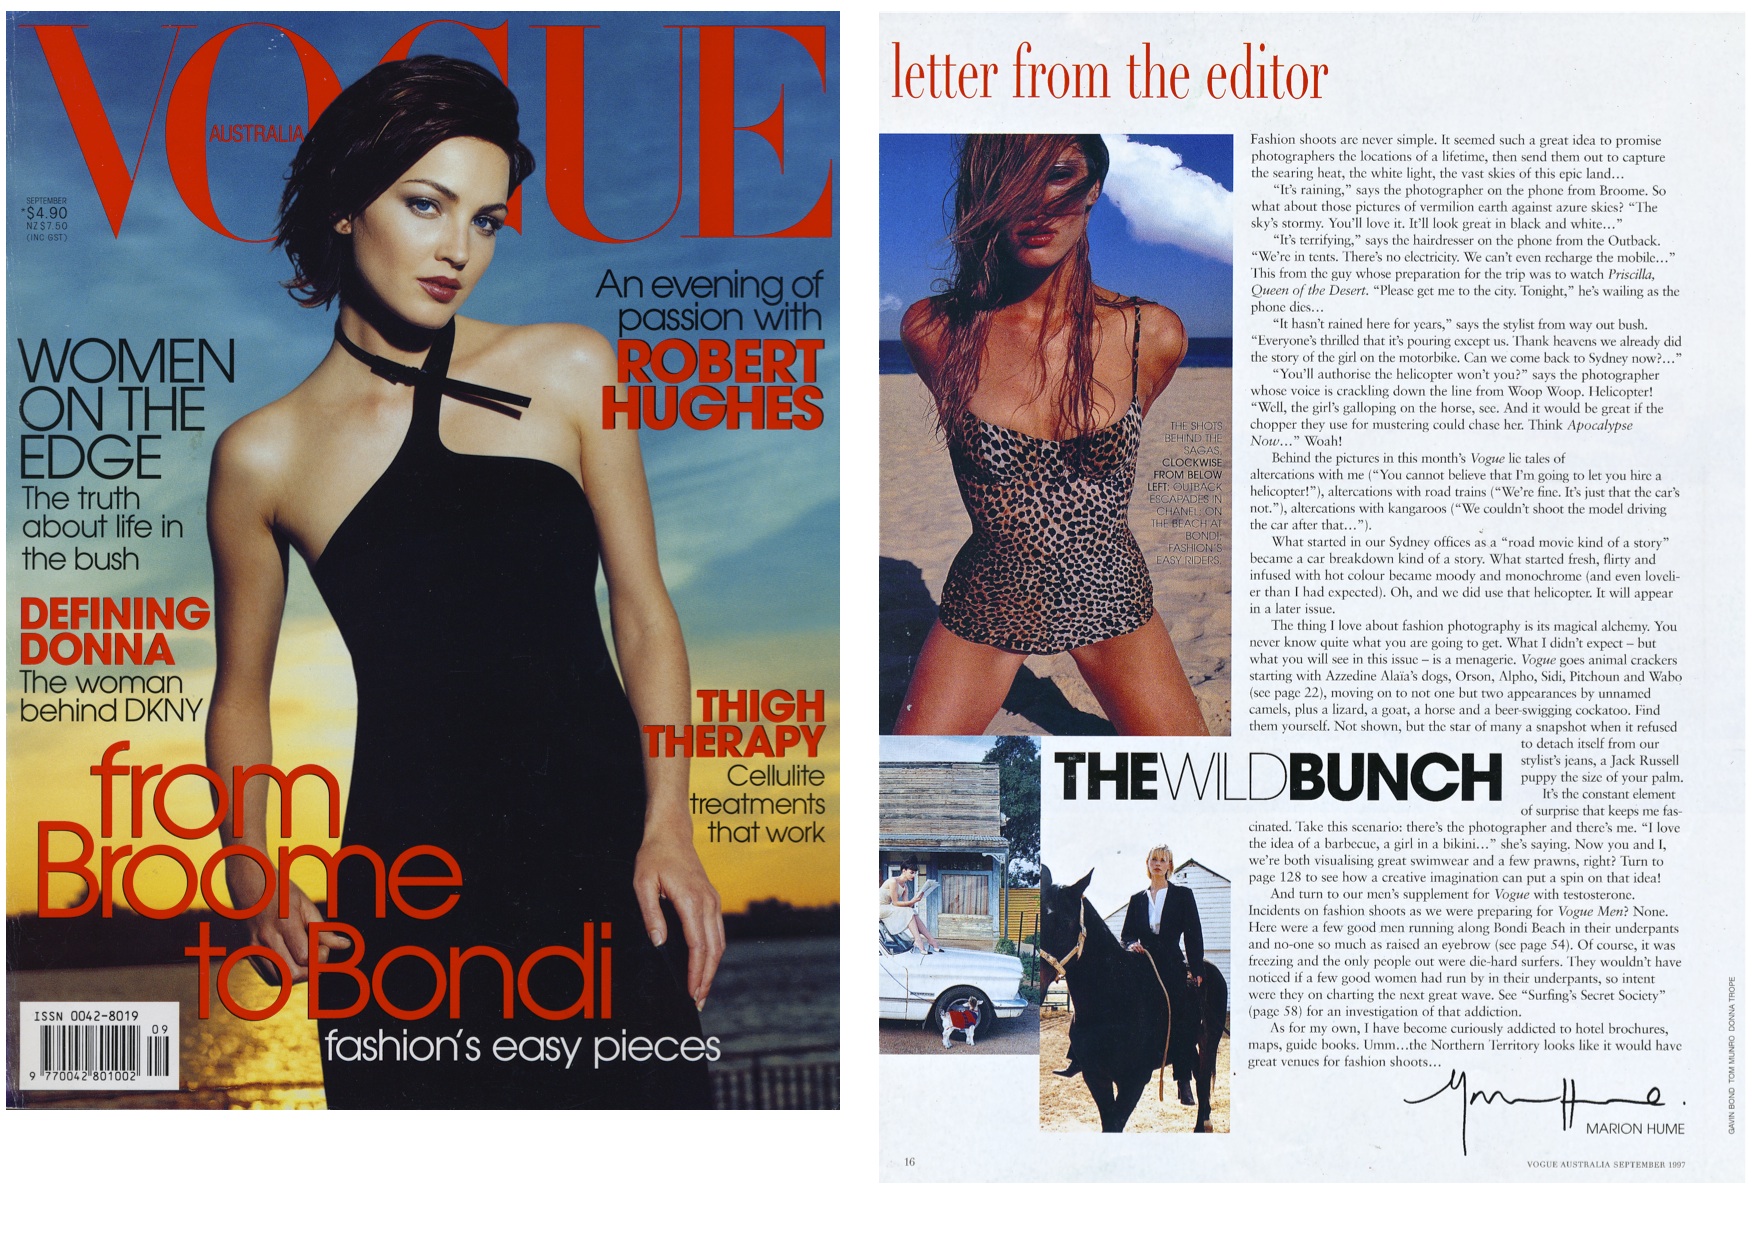 VOGUE
AUSTRALIA
SEPTEMBER
*$4.90
NZ$7.50
(INC GST)
An evening of
passion with
ROBERT
HUGHES
WOMEN
ON THE
EDGE
The truth
about life in
the bush
DEFINING
DONNA
The woman
behind DKNY
THIGH
THERAPY
Cellulite
treatments
that work
from
Broome
to Bondi
fashion's easy pieces
ISSN 0042-8019
09
9 770042 801002
letter from the editor
THE SHOTS
BEHIND THE
SAGAS.
CLOCKWISE
FROM BELOW
LEFT: OUTBACK
ESCAPADES IN
CHANEL; ON
THE BEACH AT
BONDI;
FASHION'S
EASY RIDERS.
Fashion shoots are never simple. It seemed such a great idea to promise
photographers the locations of a lifetime, then send them out to capture
the searing heat, the white light, the vast skies of this epic land…
“It's raining,” says the photographer on the phone from Broome. So
what about those pictures of vermilion earth against azure skies? “The
sky's stormy. You'll love it. It'll look great in black and white…”
“It's terrifying,” says the hairdresser on the phone from the Outback.
“We're in tents. There's no electricity. We can't even recharge the mobile…”
This from the guy whose preparation for the trip was to watch Priscilla,
Queen of the Desert. “Please get me to the city. Tonight,” he's wailing as the
phone dies…
“It hasn't rained here for years,” says the stylist from way out bush.
“Everyone's thrilled that it's pouring except us. Thank heavens we already did
the story of the girl on the motorbike. Can we come back to Sydney now?…”
“You'll authorise the helicopter won't you?” says the photographer
whose voice is crackling down the line from Woop Woop. Helicopter!
“Well, the girl's galloping on the horse, see. And it would be great if the
chopper they use for mustering could chase her. Think Apocalypse
Now…” Woah!
Behind the pictures in this month's Vogue lie tales of
altercations with me (“You cannot believe that I'm going to let you hire a
helicopter!”), altercations with road trains (“We're fine. It's just that the car's
not.”), altercations with kangaroos (“We couldn't shoot the model driving
the car after that…”).
What started in our Sydney offices as a “road movie kind of a story”
became a car breakdown kind of a story. What started fresh, flirty and
infused with hot colour became moody and monochrome (and even loveli-
er than I had expected). Oh, and we did use that helicopter. It will appear
in a later issue.
The thing I love about fashion photography is its magical alchemy. You
never know quite what you are going to get. What I didn't expect – but
what you will see in this issue – is a menagerie. Vogue goes animal crackers
starting with Azzedine Alaïa's dogs, Orson, Alpho, Sidi, Pitchoun and Wabo
(see page 22), moving on to not one but two appearances by unnamed
camels, plus a lizard, a goat, a horse and a beer-swigging cockatoo. Find
them yourself. Not shown, but the star of many a snapshot when it refused
to detach itself from our
stylist's jeans, a Jack Russell
puppy the size of your palm.
It's the constant element
of surprise that keeps me fas-
THEWILDBUNCH
cinated. Take this scenario: there's the photographer and there's me. “I love
the idea of a barbecue, a girl in a bikini…” she's saying. Now you and I,
we're both visualising great swimwear and a few prawns, right? Turn to
page 128 to see how a creative imagination can put a spin on that idea!
And turn to our men's supplement for Vogue with testosterone.
Incidents on fashion shoots as we were preparing for Vogue Men? None.
Here were a few good men running along Bondi Beach in their underpants
and no-one so much as raised an eyebrow (see page 54). Of course, it was
freezing and the only people out were die-hard surfers. They wouldn't have
noticed if a few good women had run by in their underpants, so intent
were they on charting the next great wave. See “Surfing's Secret Society”
(page 58) for an investigation of that addiction.
As for my own, I have become curiously addicted to hotel brochures,
maps, guide books. Umm…the Northern Territory looks like it would have
great venues for fashion shoots…
MARION HUME
GAVIN BOND TOM MUNRO DONNA TROPE
16
VOGUE AUSTRALIA SEPTEMBER 1997